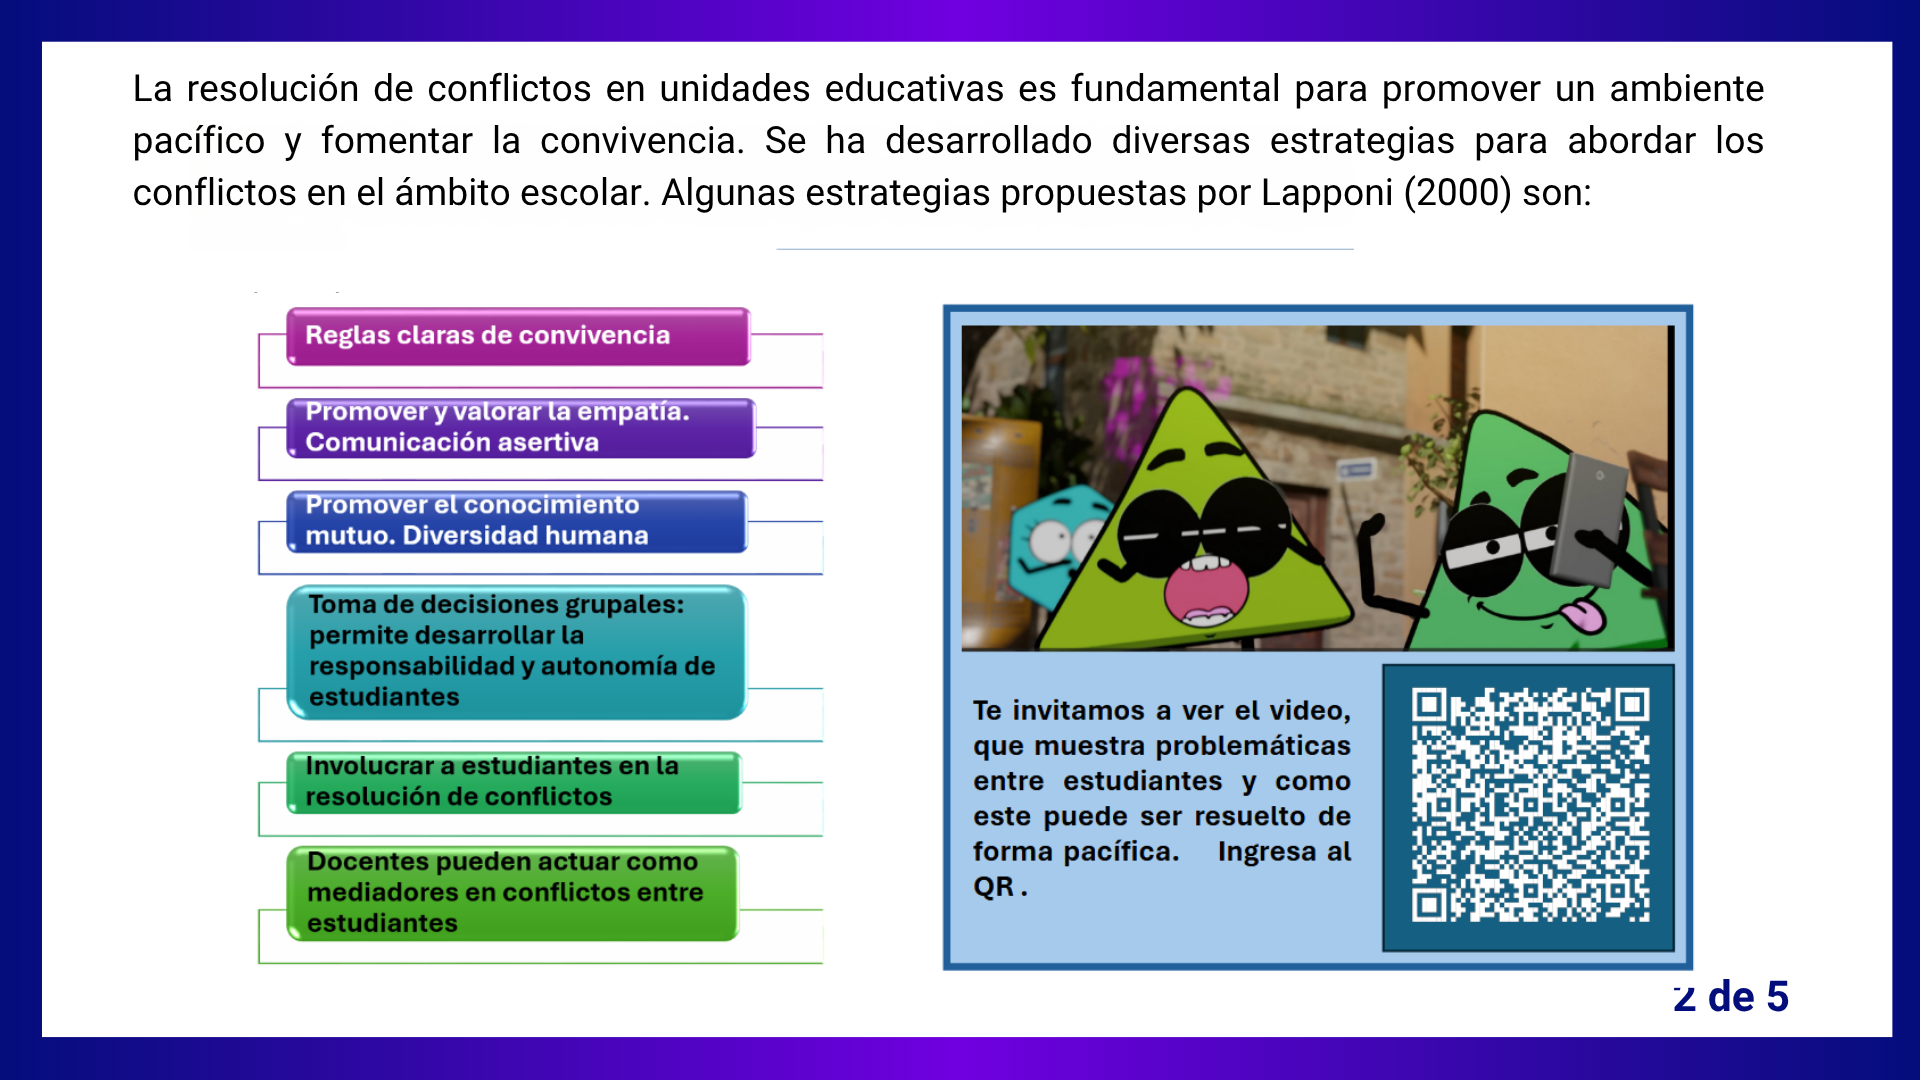 La resolución de conflictos en unidades educativas es fundamental para promover un ambiente
pacífico y fomentar la convivencia. Se ha desarrollado diversas estrategias para abordar los
conflictos en el ámbito escolar. Algunas estrategias propuestas por Lapponi (2000) son:
Reglas claras de convivencia
Promover y valorar la empatía.
Comunicación asertiva
Promover el conocimiento
mutuo. Diversidad humana
Toma de decisiones grupales:
permite desarrollar la
responsabilidad y autonomía de
estudiantes
Involucrar a estudiantes en la
resolución de conflictos
Docentes pueden actuar como
mediadores en conflictos entre
estudiantes
Te invitamos a ver el video,
que muestra problemáticas
entre estudiantes y como
este puede ser resuelto de
forma pacífica. Ingresa al
QR .
2 de 5